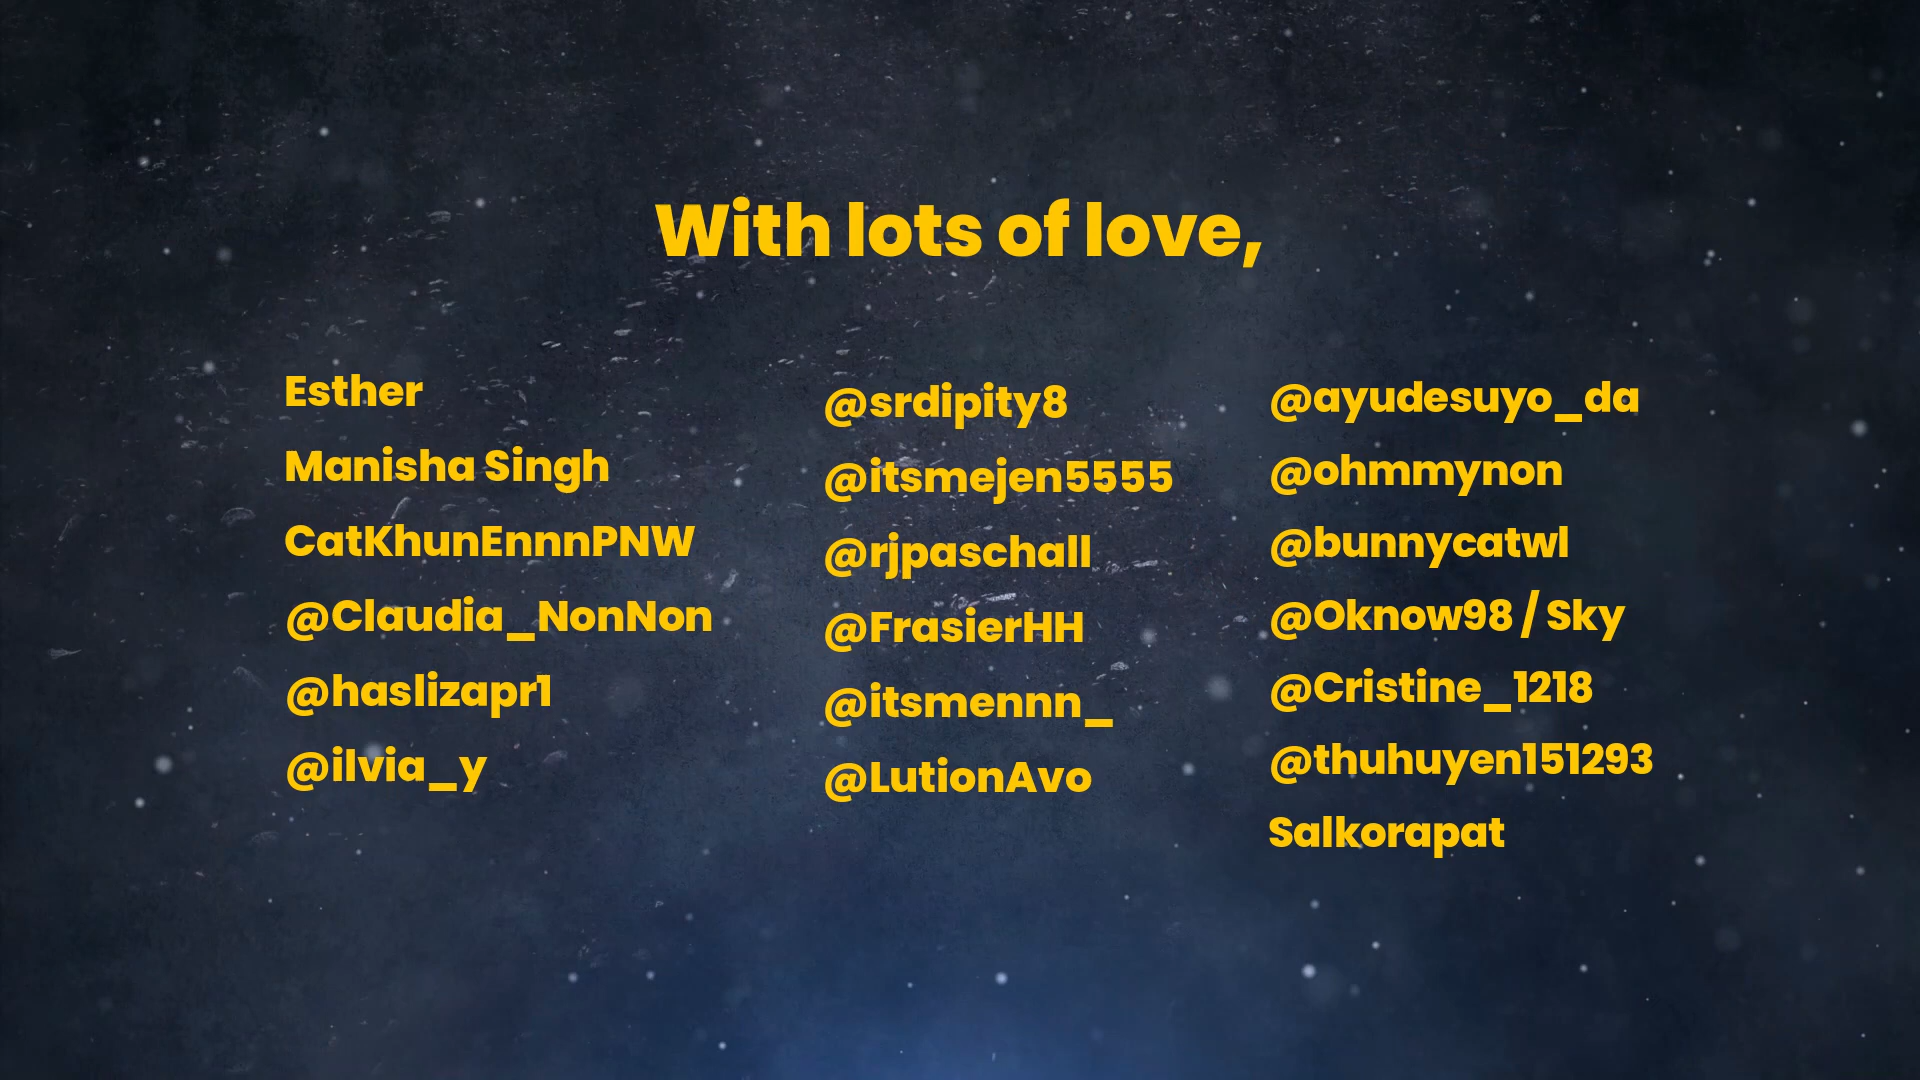 With lots of love,
Esther
Manisha Singh
CatKhunEnnnPNW
@Claudia_NonNon
@haslizapr1
@ilvia_y
@srdipity8
@itsmejen5555
@rjpaschall
@FrasierHH
@itsmennn_
@LutionAvo
@ayudesuyo_da
@ohmmynon
@bunnycatwl
@Oknow98 / Sky
@Cristine_1218
@thuhuyen151293
Salkorapat